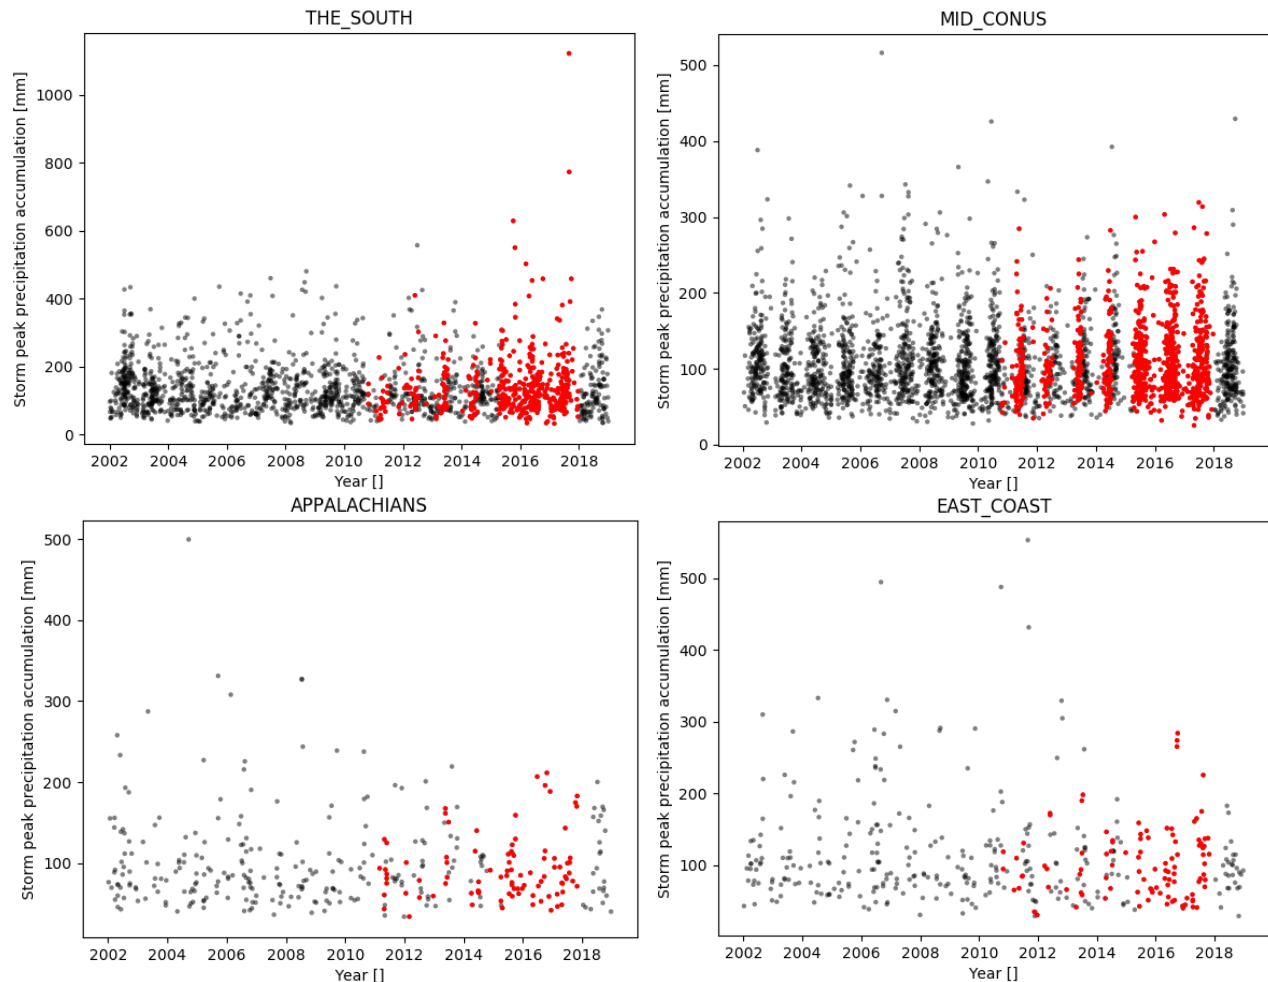 THE_SOUTH
Storm peak precipitation accumulation [mm]
1000
800
600
400
200
0
2002 2004 2006 2008 2010 2012 2014 2016 2018
Year []
MID_CONUS
Storm peak precipitation accumulation [mm]
500
400
300
200
100
0
2002 2004 2006 2008 2010 2012 2014 2016 2018
Year []
APPALACHIANS
Storm peak precipitation accumulation [mm]
500
400
300
200
100
2002 2004 2006 2008 2010 2012 2014 2016 2018
Year []
EAST_COAST
Storm peak precipitation accumulation [mm]
500
400
300
200
100
2002 2004 2006 2008 2010 2012 2014 2016 2018
Year []